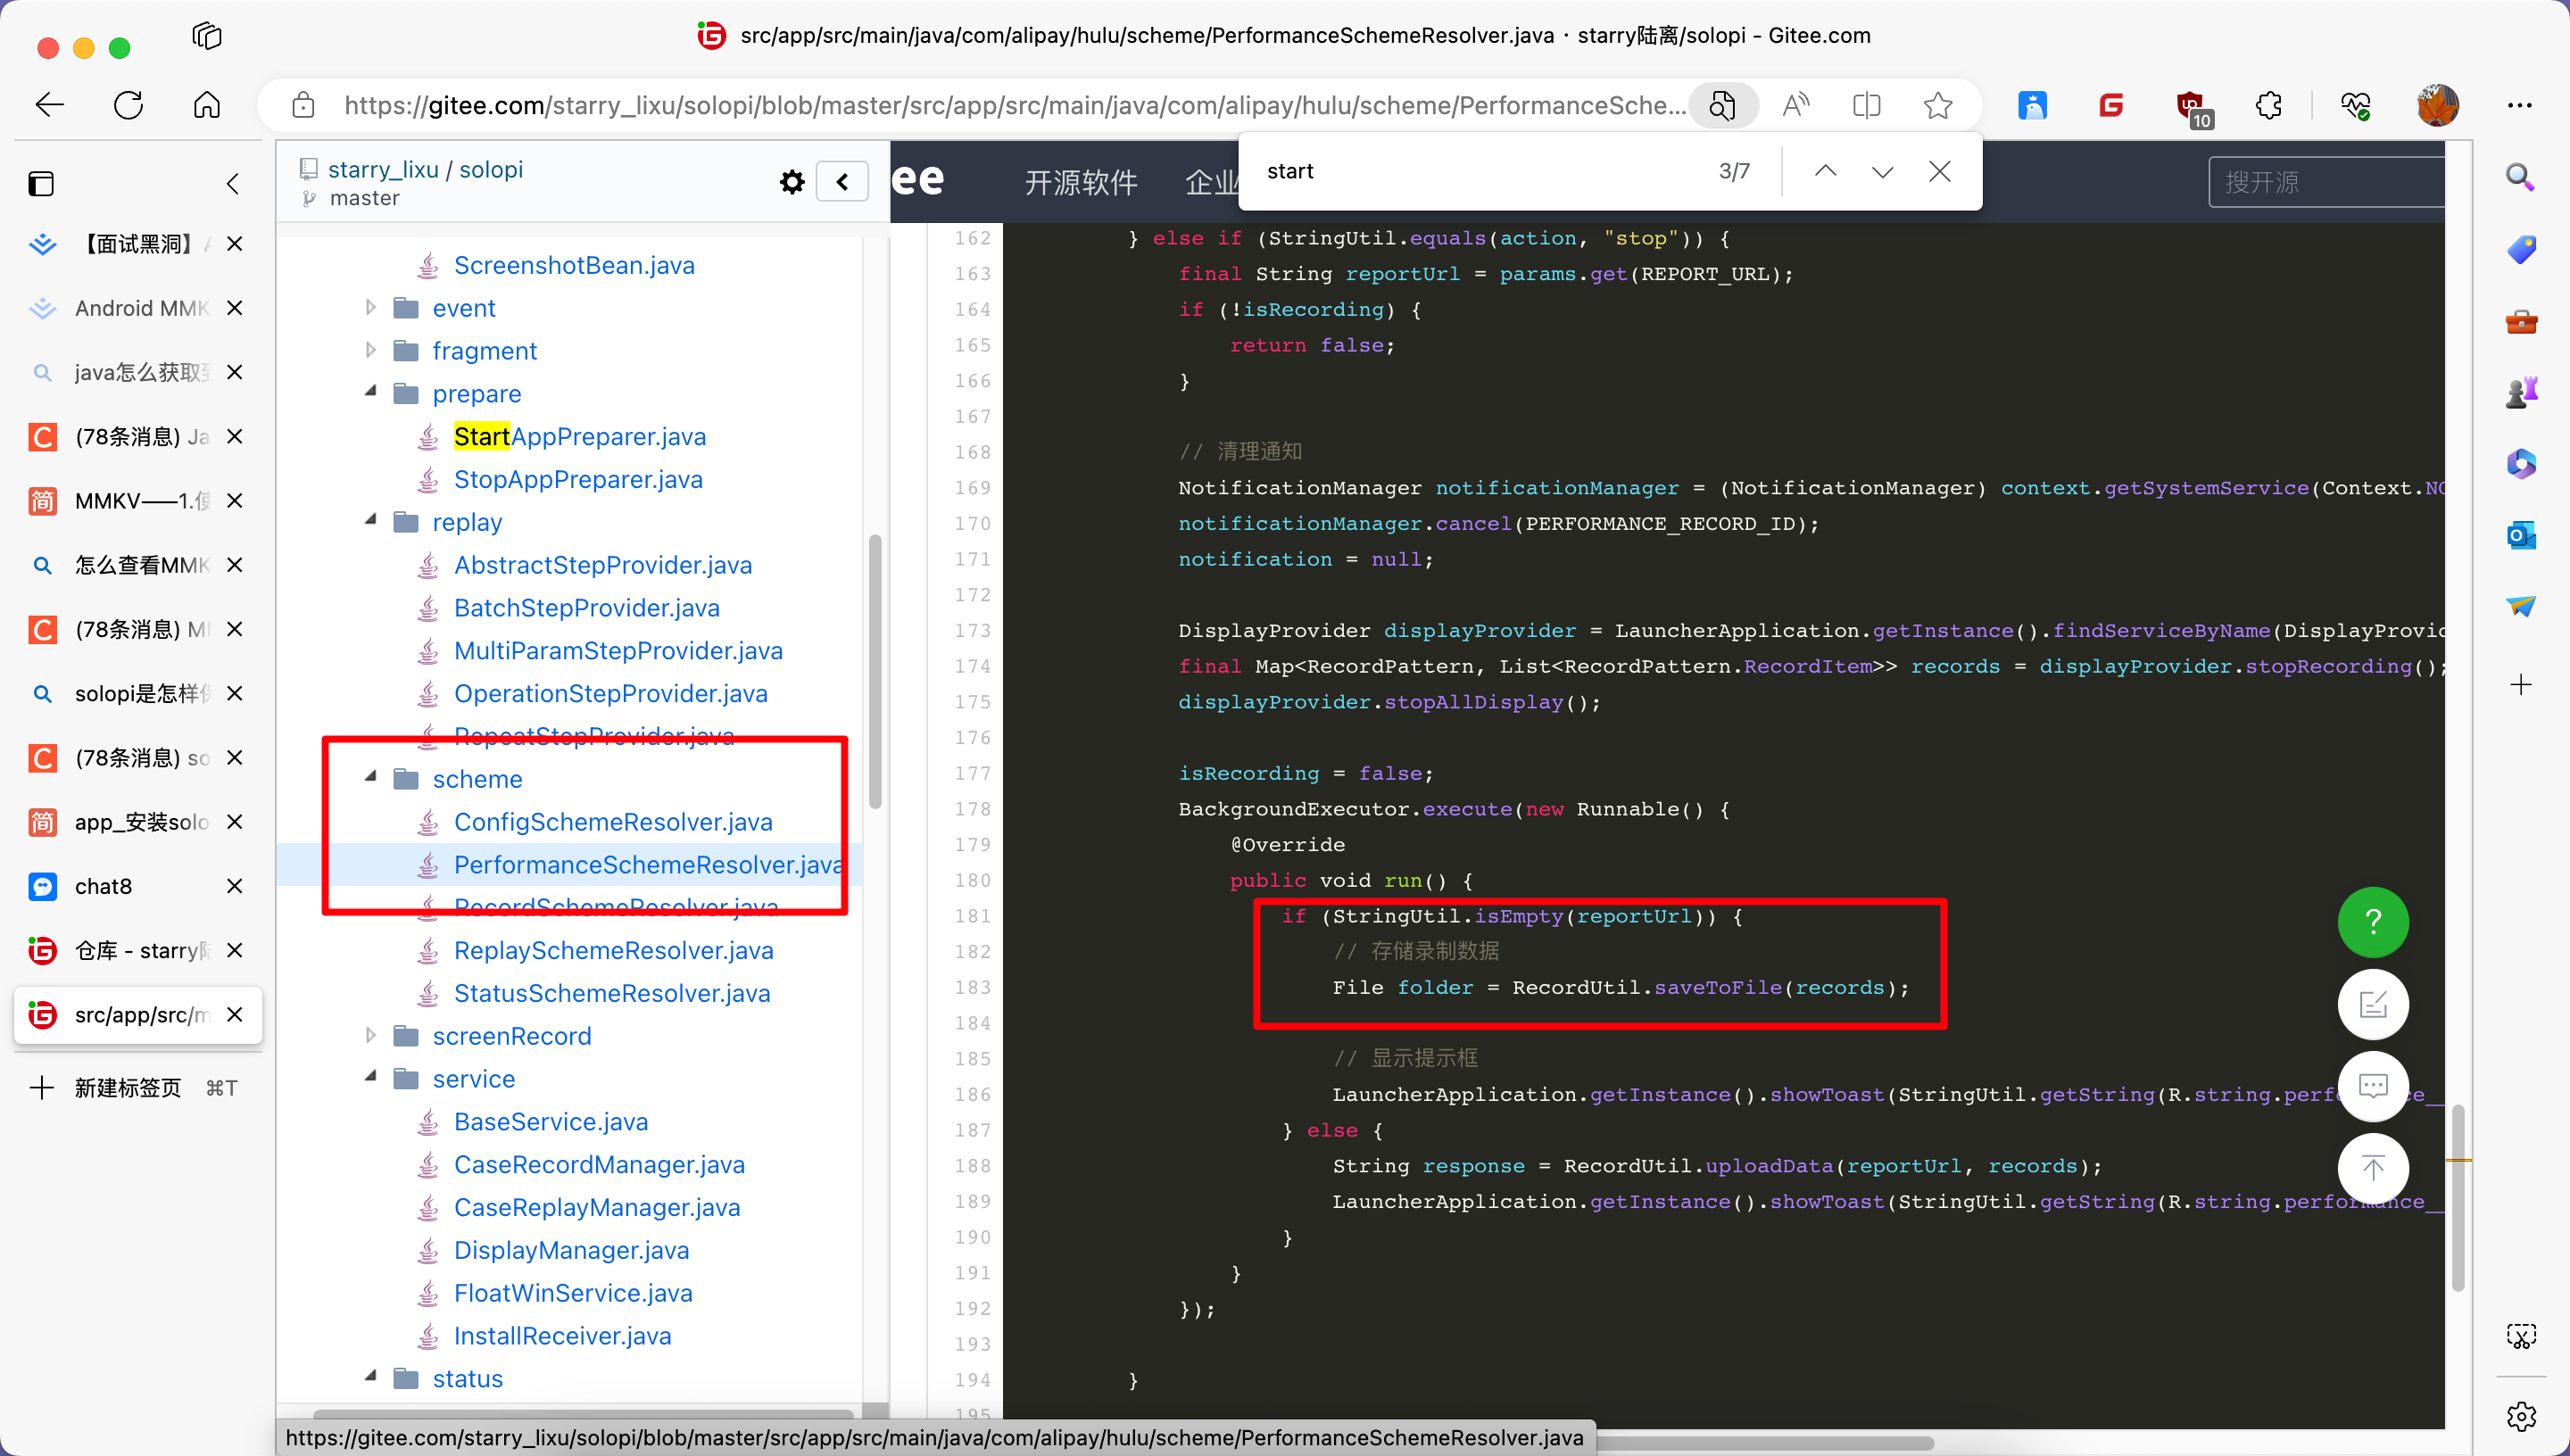 src/app/src/main/java/com/alipay/hulu/scheme/PerformanceSchemeResolver.java · starry陆离/solopi - Gitee.com
https://gitee.com/starry_lixu/solopi/blob/master/src/app/src/main/java/com/alipay/hulu/scheme/PerformanceSche...
10
start
3/7
【面试黑洞】
Android MMK
java怎么获取
(78条消息) Ja
MMKV——1.使
怎么查看MMK
(78条消息) M
solopi是怎样
(78条消息) so
app_安装solo
chat8
仓库 - starry
src/app/src/m
新建标签页 ⌘T
starry_lixu / solopi
master
ee
开源软件
企业
搜开源
ScreenshotBean.java
event
fragment
prepare
StartAppPreparer.java
StopAppPreparer.java
replay
AbstractStepProvider.java
BatchStepProvider.java
MultiParamStepProvider.java
OperationStepProvider.java
RepeatStepProvider.java
scheme
ConfigSchemeResolver.java
PerformanceSchemeResolver.java
RecordSchemeResolver.java
ReplaySchemeResolver.java
StatusSchemeResolver.java
screenRecord
service
BaseService.java
CaseRecordManager.java
CaseReplayManager.java
DisplayManager.java
FloatWinService.java
InstallReceiver.java
status
162 } else if (StringUtil.equals(action, "stop")) {
163 final String reportUrl = params.get(REPORT_URL);
164 if (!isRecording) {
165 return false;
166 }
167
168 // 清理通知
169 NotificationManager notificationManager = (NotificationManager) context.getSystemService(Context.NO
170 notificationManager.cancel(PERFORMANCE_RECORD_ID);
171 notification = null;
172
173 DisplayProvider displayProvider = LauncherApplication.getInstance().findServiceByName(DisplayProvid
174 final Map<RecordPattern, List<RecordPattern.RecordItem>> records = displayProvider.stopRecording();
175 displayProvider.stopAllDisplay();
176
177 isRecording = false;
178 BackgroundExecutor.execute(new Runnable() {
179 @Override
180 public void run() {
181 if (StringUtil.isEmpty(reportUrl)) {
182 // 存储录制数据
183 File folder = RecordUtil.saveToFile(records);
184
185 // 显示提示框
186 LauncherApplication.getInstance().showToast(StringUtil.getString(R.string.perf
187 } else {
188 String response = RecordUtil.uploadData(reportUrl, records);
189 LauncherApplication.getInstance().showToast(StringUtil.getString(R.string.performance__
190 }
191 }
192 });
193
194 }
195
https://gitee.com/starry_lixu/solopi/blob/master/src/app/src/main/java/com/alipay/hulu/scheme/PerformanceSchemeResolver.java